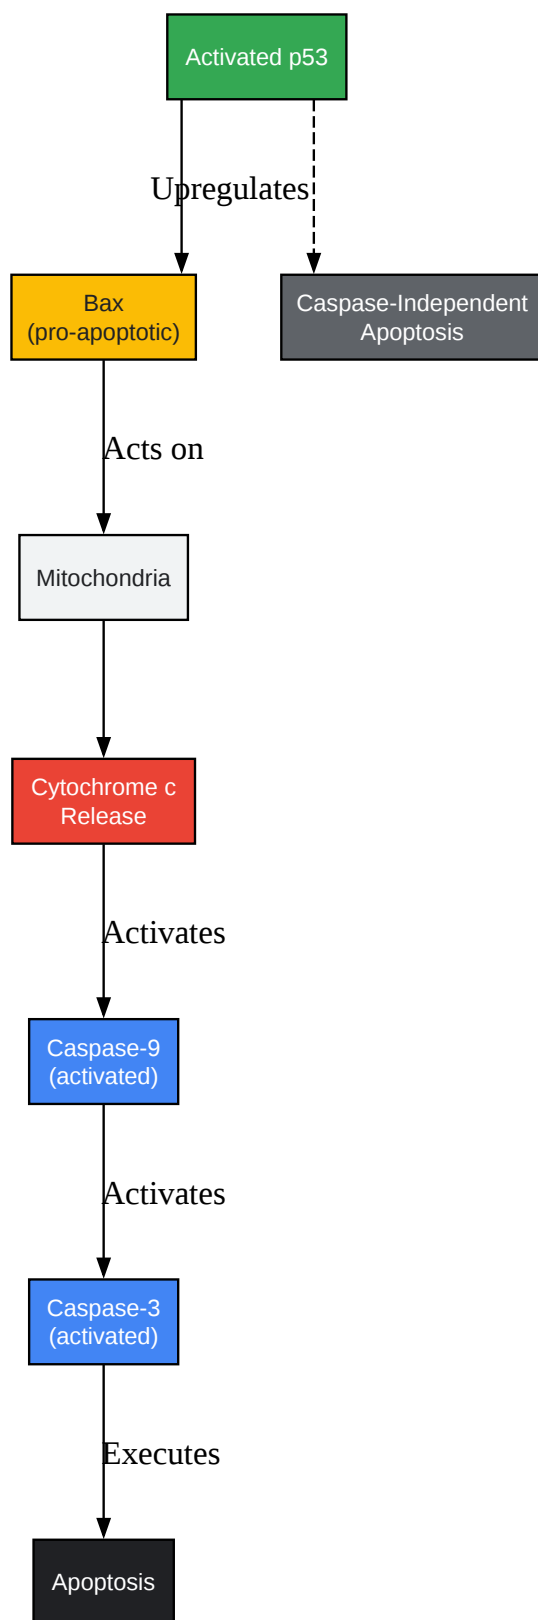 Activated p53
Upregulates
Bax
(pro-apoptotic)
Caspase-Independent
Apoptosis
Acts on
Mitochondria
Cytochrome c
Release
Activates
Caspase-9
(activated)
Activates
Caspase-3
(activated)
Executes
Apoptosis